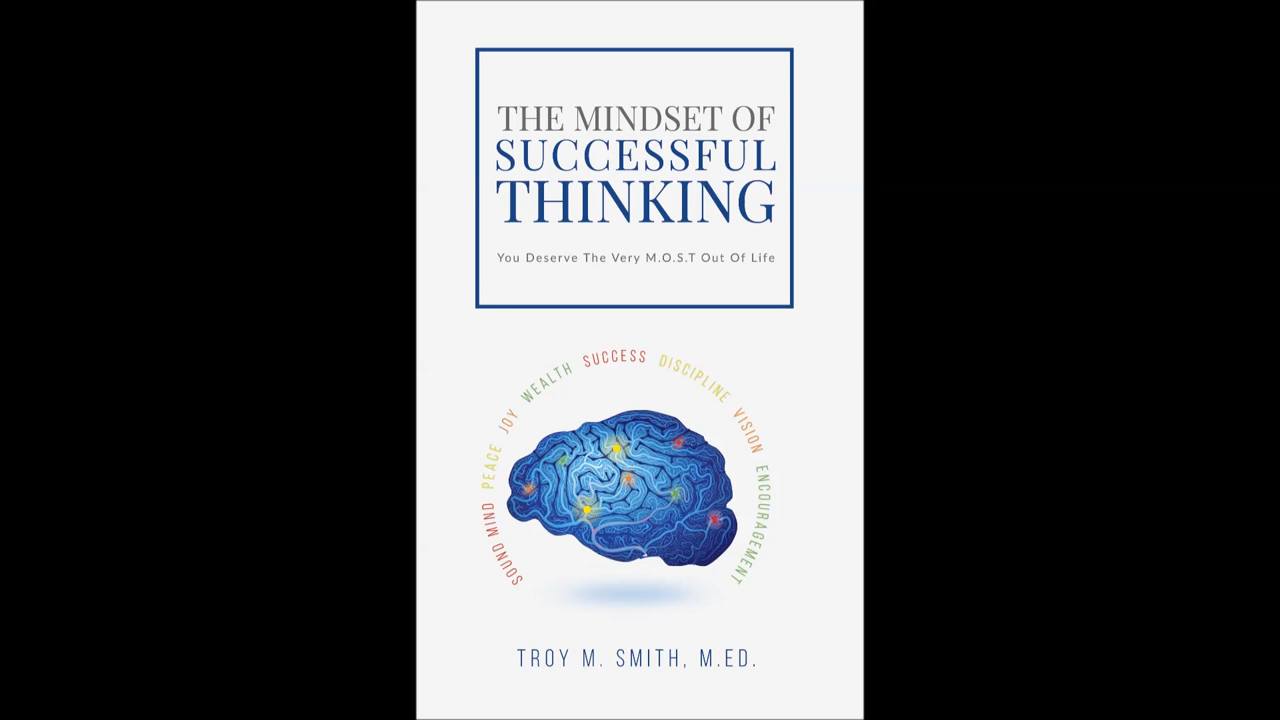 THE MINDSET OF
SUCCESSFUL
THINKING
You Deserve The Very M.O.S.T Out Of Life
SOUND MIND PEACE JOY WEALTH SUCCESS DISCIPLINE VISION ENCOURAGEMENT
TROY M. SMITH, M.ED.